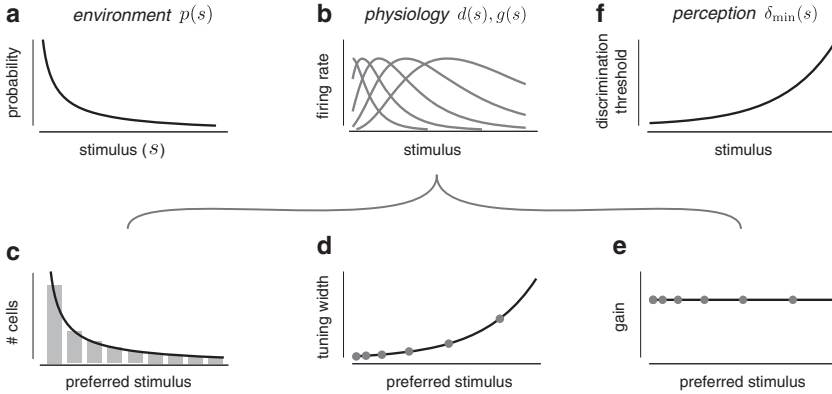 a environment p(s)
probability
stimulus (s)
b physiology d(s), g(s)
firing rate
stimulus
f perception δmin(s)
discrimination
threshold
stimulus
c
# cells
preferred stimulus
d
tuning width
preferred stimulus
e
gain
preferred stimulus